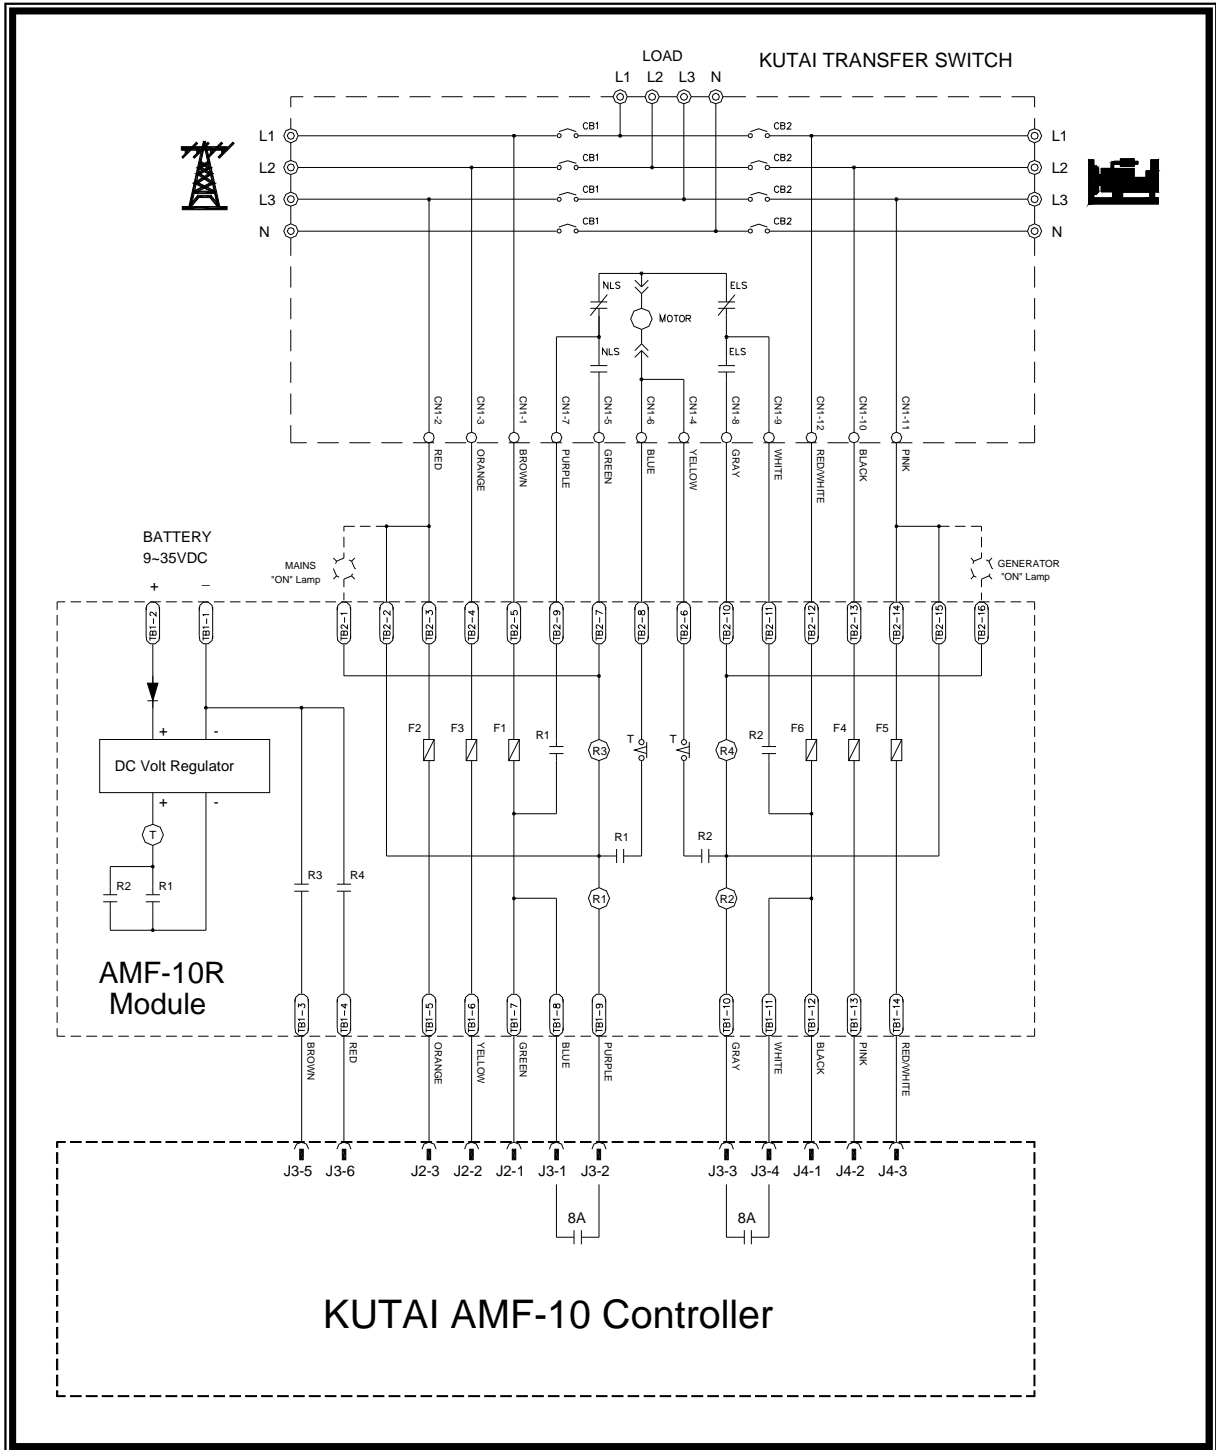 LOAD
KUTAI TRANSFER SWITCH
L1 L2 L3 N
L1 CB1 CB2 L1
L2 CB1 CB2 L2
L3 CB1 CB2 L3
N CB1 CB2 N
NLS ELS
MOTOR
NLS ELS
CN1-2 CN1-3 CN1-1 CN1-7 CN1-5 CN1-6 CN1-4 CN1-8 CN1-9 CN1-12 CN1-10 CN1-11
RED ORANGE BROWN PURPLE GREEN BLUE YELLOW GRAY WHITE RED/WHITE BLACK PINK
BATTERY
9~35VDC
MAINS
"ON" Lamp
GENERATOR
"ON" Lamp
+ −
TB1-2 TB1-1 TB2-1 TB2-2 TB2-3 TB2-4 TB2-5 TB2-9 TB2-7 TB2-8 TB2-6 TB2-10 TB2-11 TB2-12 TB2-13 TB2-14 TB2-15 TB2-16
F2 F3 F1 R1 R3 T T R4 R2 F6 F4 F5
+ -
DC Volt Regulator
+ -
T
R1 R2
R2 R1 R3 R4
R1 R2
AMF-10R
Module
TB1-3 TB1-4 TB1-5 TB1-6 TB1-7 TB1-8 TB1-9 TB1-10 TB1-11 TB1-12 TB1-13 TB1-14
BROWN RED ORANGE YELLOW GREEN BLUE PURPLE GRAY WHITE BLACK PINK RED/WHITE
J3-5 J3-6 J2-3 J2-2 J2-1 J3-1 J3-2 J3-3 J3-4 J4-1 J4-2 J4-3
8A 8A
KUTAI AMF-10 Controller